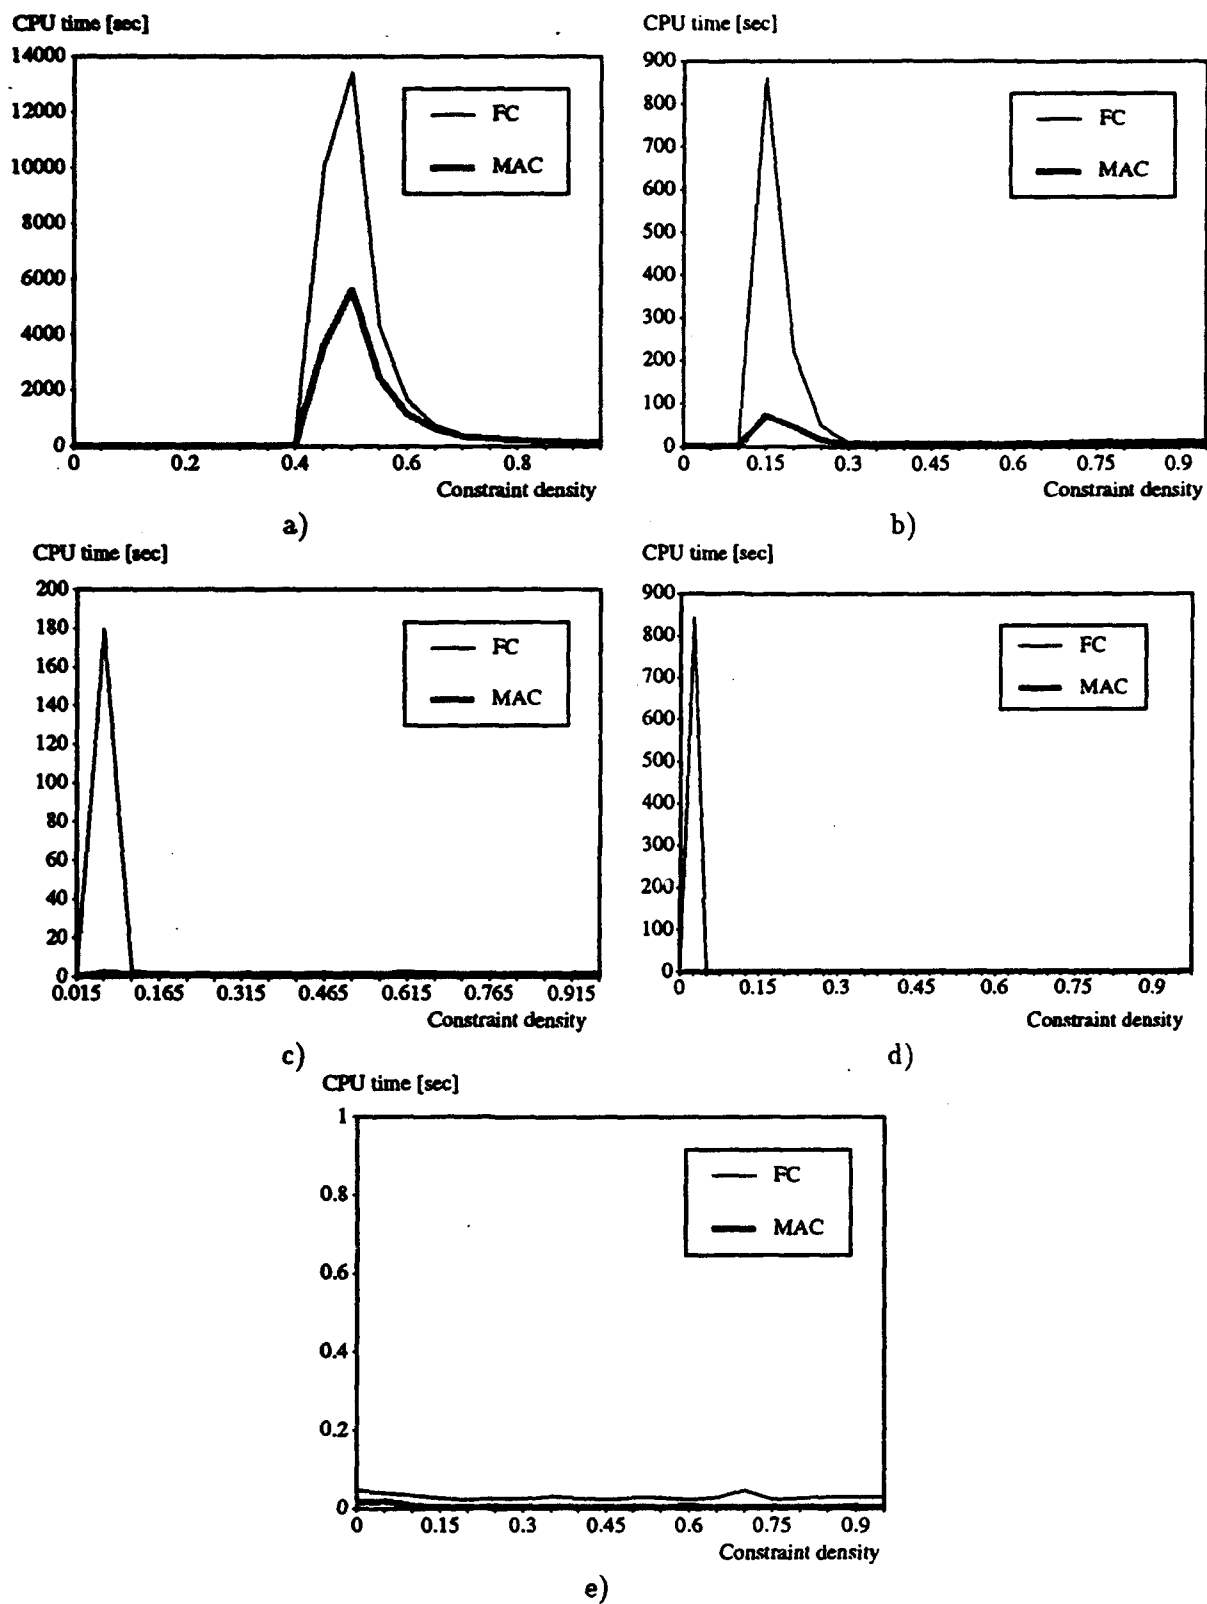 CPU time [sec]
14000
12000
10000
8000
6000
4000
2000
0
FC
MAC
0 0.2 0.4 0.6 0.8
Constraint density
a)
CPU time [sec]
900
800
700
600
500
400
300
200
100
0
FC
MAC
0 0.15 0.3 0.45 0.6 0.75 0.9
Constraint density
b)
CPU time [sec]
200
180
160
140
120
100
80
60
40
20
0
FC
MAC
0.015 0.165 0.315 0.465 0.615 0.765 0.915
Constraint density
c)
CPU time [sec]
900
800
700
600
500
400
300
200
100
0
FC
MAC
0 0.15 0.3 0.45 0.6 0.75 0.9
Constraint density
d)
CPU time [sec]
1
0.8
0.6
0.4
0.2
0
FC
MAC
0 0.15 0.3 0.45 0.6 0.75 0.9
Constraint density
e)